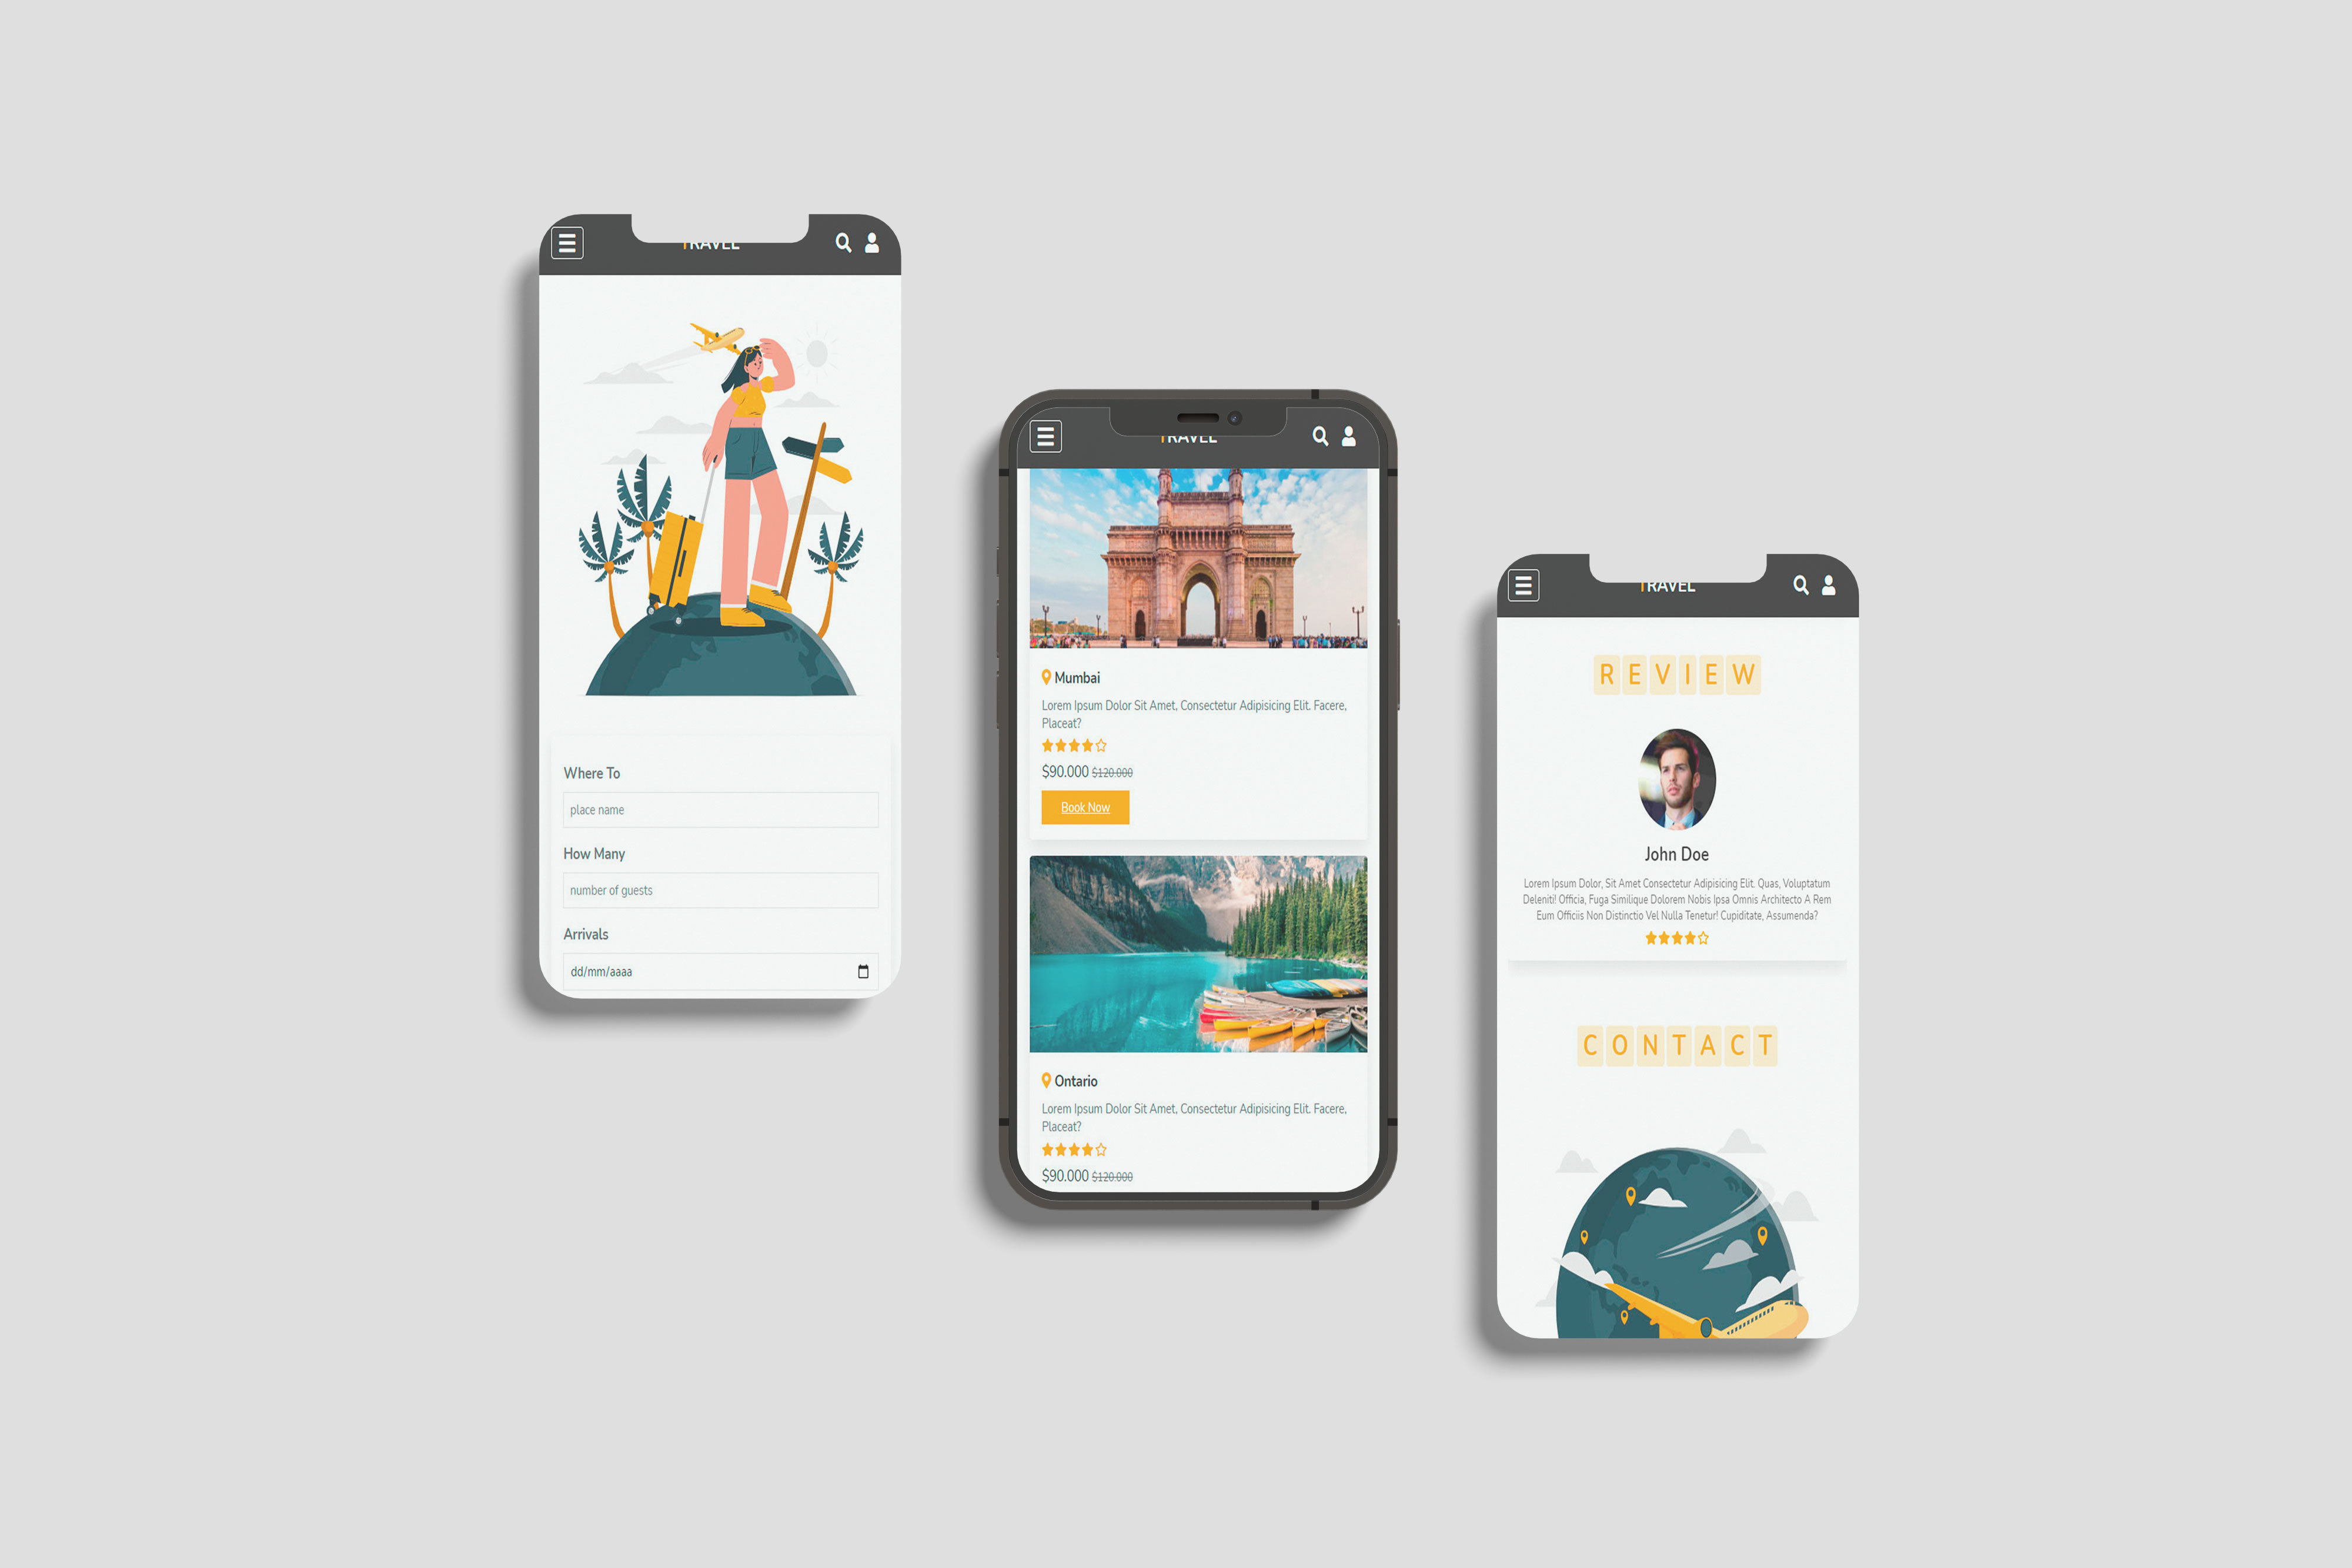 TRAVEL
Where To
place name
How Many
number of guests
Arrivals
dd/mm/aaaa
TRAVEL
Mumbai
Lorem Ipsum Dolor Sit Amet, Consectetur Adipisicing Elit. Facere,
Placeat?
$90.000 $120.000
Book Now
Ontario
Lorem Ipsum Dolor Sit Amet, Consectetur Adipisicing Elit. Facere,
Placeat?
$90.000 $120.000
TRAVEL
REVIEW
John Doe
Lorem Ipsum Dolor, Sit Amet Consectetur Adipisicing Elit. Quas, Voluptatum
Deleniti! Officia, Fuga Similique Dolorem Nobis Ipsa Omnis Architecto A Rem
Eum Officiis Non Distinctio Vel Nulla Tenetur! Cupiditate, Assumenda?
CONTACT